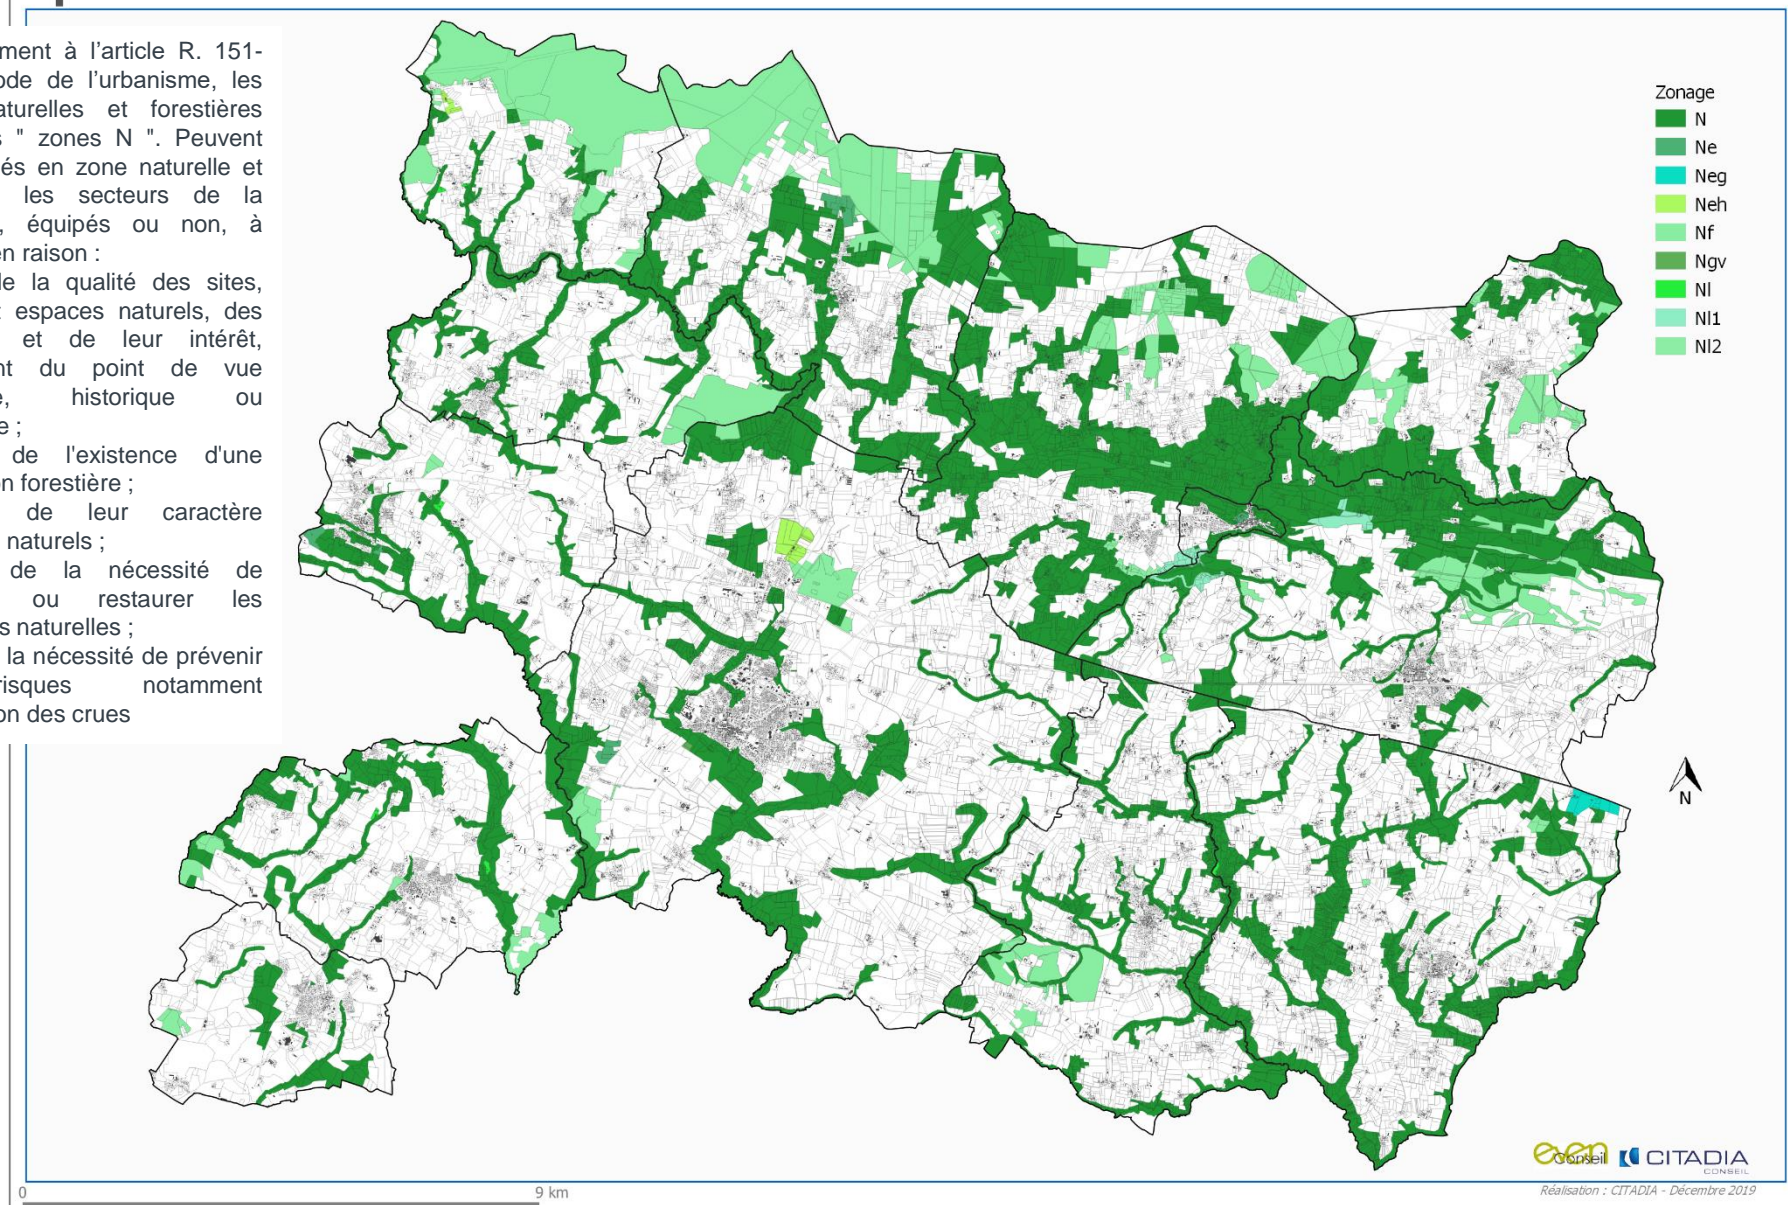 ment à l'article R. 151-
ode de l'urbanisme, les
aturelles et forestières
s " zones N ". Peuvent
és en zone naturelle et
les secteurs de la
, équipés ou non, à
en raison :
le la qualité des sites,
t espaces naturels, des
et de leur intérêt,
nt du point de vue
e, historique ou
e ;
de l'existence d'une
on forestière ;
de leur caractère
naturels ;
de la nécessité de
ou restaurer les
s naturelles ;
la nécessité de prévenir
risques notamment
on des crues
Zonage
N
Ne
Neg
Neh
Nf
Ngv
Nl
Nl1
Nl2
N
even Conseil CITADIA
CONSEIL
0 9 km
Réalisation : CITADIA - Décembre 2019